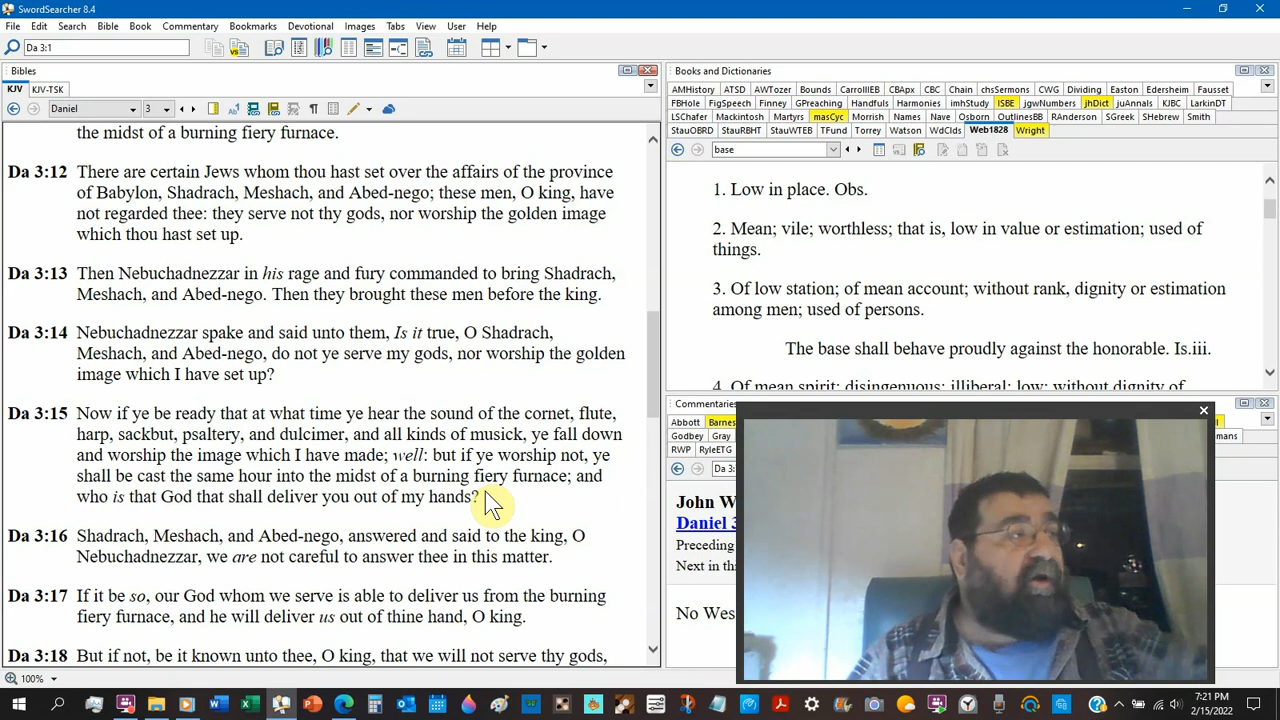 SwordSearcher 8.4
File Edit Search Bible Book Commentary Bookmarks Devotional Images Tabs View User Help
Da 3:1
Bibles
KJV KJV-TSK
Daniel 3
the midst of a burning fiery furnace.
Da 3:12 There are certain Jews whom thou hast set over the affairs of the province
of Babylon, Shadrach, Meshach, and Abed-nego; these men, O king, have
not regarded thee: they serve not thy gods, nor worship the golden image
which thou hast set up.
Da 3:13 Then Nebuchadnezzar in his rage and fury commanded to bring Shadrach,
Meshach, and Abed-nego. Then they brought these men before the king.
Da 3:14 Nebuchadnezzar spake and said unto them, Is it true, O Shadrach,
Meshach, and Abed-nego, do not ye serve my gods, nor worship the golden
image which I have set up?
Da 3:15 Now if ye be ready that at what time ye hear the sound of the cornet, flute,
harp, sackbut, psaltery, and dulcimer, and all kinds of musick, ye fall down
and worship the image which I have made; well: but if ye worship not, ye
shall be cast the same hour into the midst of a burning fiery furnace; and
who is that God that shall deliver you out of my hands?
Da 3:16 Shadrach, Meshach, and Abed-nego, answered and said to the king, O
Nebuchadnezzar, we are not careful to answer thee in this matter.
Da 3:17 If it be so, our God whom we serve is able to deliver us from the burning
fiery furnace, and he will deliver us out of thine hand, O king.
Da 3:18 But if not, be it known unto thee, O king, that we will not serve thy gods,
100%
Books and Dictionaries
AMHistory ATSD AWTozer Bounds CarrollIEB CBApx CBC Chain chsSermons CWG Dividing Easton Edersheim Fausset
FBHole FigSpeech Finney GPreaching Handfuls Harmonies imhStudy ISBE jgwNumbers jhDict juAnnals KJBC LarkinDT
LSChafer Mackintosh Martyrs masCyc Morrish Names Nave Osborn OutlinesBB RAnderson SGreek SHebrew Smith
StauOBRD StauRBHT StauWTEB TFund Torrey Watson WdClds Web1828 Wright
base
1. Low in place. Obs.
2. Mean; vile; worthless; that is, low in value or estimation; used of
things.
3. Of low station; of mean account; without rank, dignity or estimation
among men; used of persons.
The base shall behave proudly against the honorable. Is.iii.
4. Of mean spirit; disingenuous; illiberal; low; without dignity of
Commentaries
Abbott Barnes
Godbey Gray
RWP RyleETG
John W
Daniel 3
Preceding
Next in th
No Wes
7:21 PM
2/15/2022